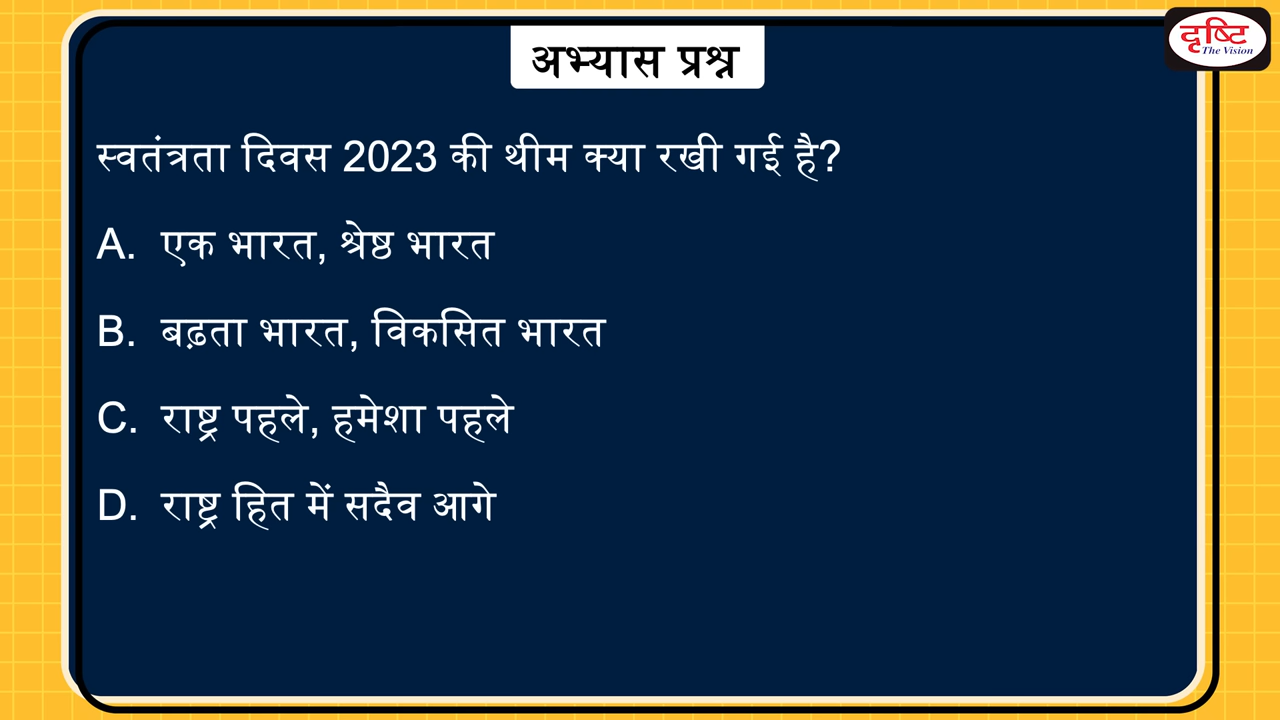 दृष्टि
The Vision
अभ्यास प्रश्न
स्वतंत्रता दिवस 2023 की थीम क्या रखी गई है?
A. एक भारत, श्रेष्ठ भारत
B. बढ़ता भारत, विकसित भारत
C. राष्ट्र पहले, हमेशा पहले
D. राष्ट्र हित में सदैव आगे